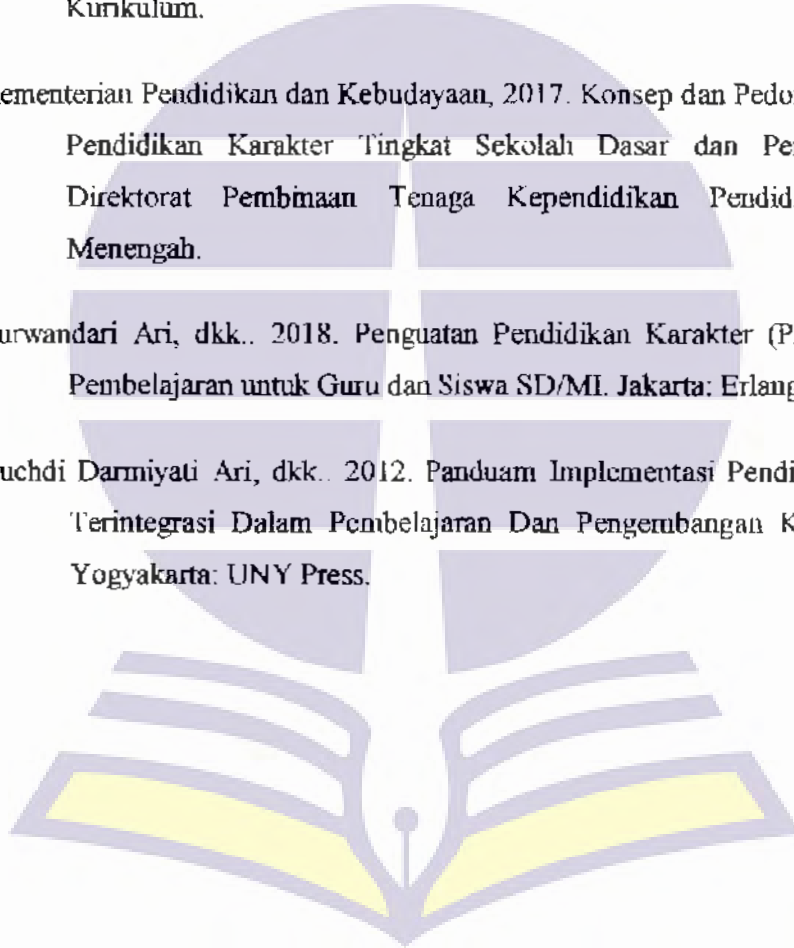 Kurikulum.
ementerian Pendidikan dan Kebudayaan, 2017. Konsep dan Pedo
Pendidikan Karakter Tingkat Sekolah Dasar dan Pe
Direktorat Pembinaan Tenaga Kependidikan Pendid
Menengah.
urwandari Ari, dkk.. 2018. Penguatan Pendidikan Karakter (P
Pembelajaran untuk Guru dan Siswa SD/MI. Jakarta: Erlang
uchdi Darmiyati Ari, dkk.. 2012. Panduam Implementasi Pendi
Terintegrasi Dalam Pembelajaran Dan Pengembangan K
Yogyakarta: UNY Press.